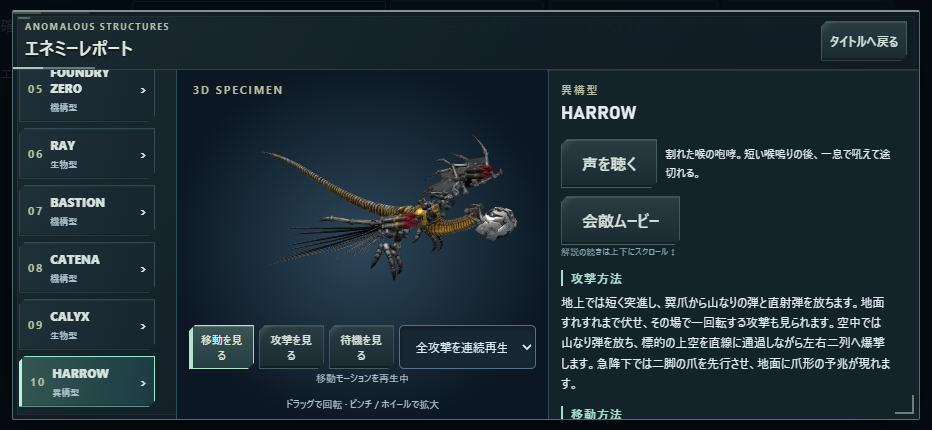 ANOMALOUS STRUCTURES
エネミーレポート
タイトルへ戻る
05 FOUNDRY
ZERO
機構型
›
06 RAY
生物型
›
07 BASTION
機構型
›
08 CATENA
機構型
›
09 CALYX
生物型
›
10 HARROW
異構型
›
3D SPECIMEN
移動を見
る
攻撃を見
る
待機を見
る
全攻撃を連続再生
移動モーションを再生中
ドラッグで回転・ピンチ / ホイールで拡大
異構型
HARROW
声を聴く
割れた喉の咆哮。短い喉鳴りの後、一息で吼えて途
切れる。
会敵ムービー
解説の続きは上下にスクロール ↕
攻撃方法
地上では短く突進し、翼爪から山なりの弾と直射弾を放ちます。地面
すれすれまで伏せ、その場で一回転する攻撃も見られます。空中では
山なり弾を放ち、標的の上空を直線に通過しながら左右二列へ爆撃
します。急降下では二脚の爪を先行させ、地面に爪形の予兆が現れま
す。
移動方法